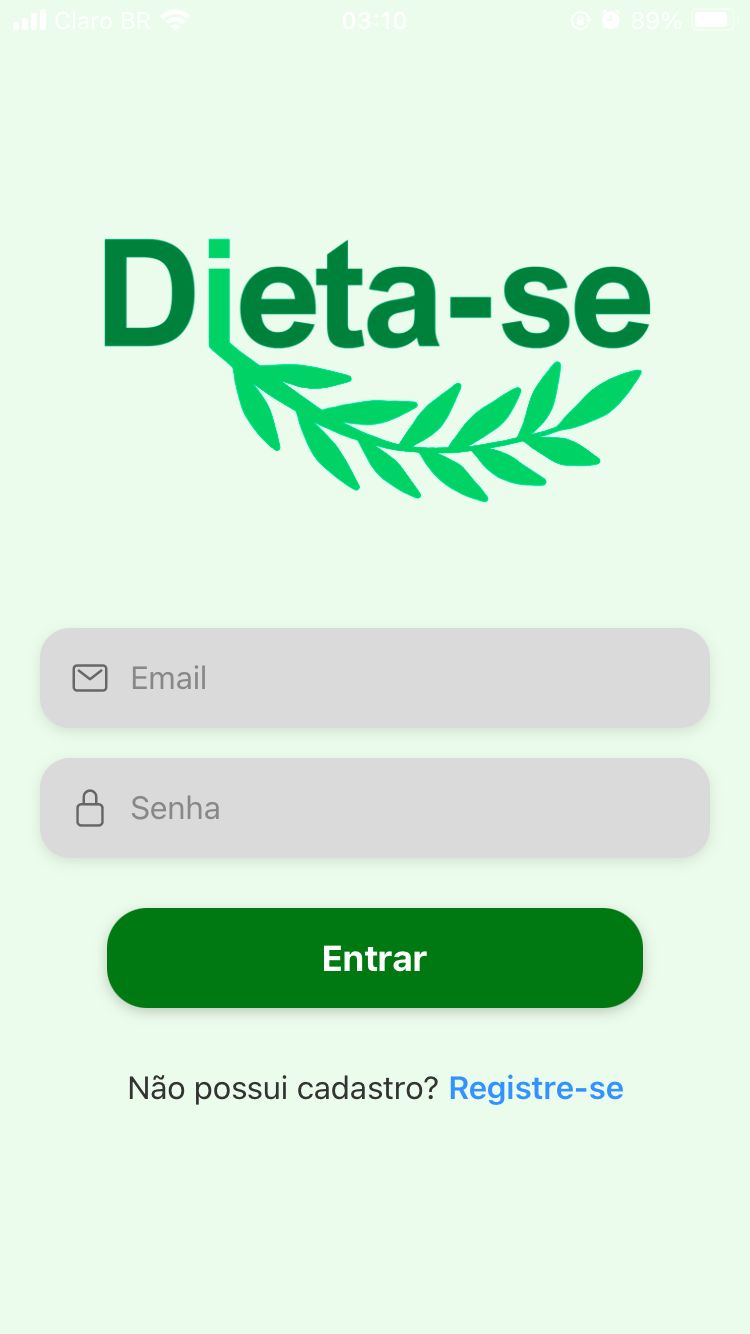 Claro BR 03:10 89%
Dieta-se
Email
Senha
Entrar
Não possui cadastro? Registre-se